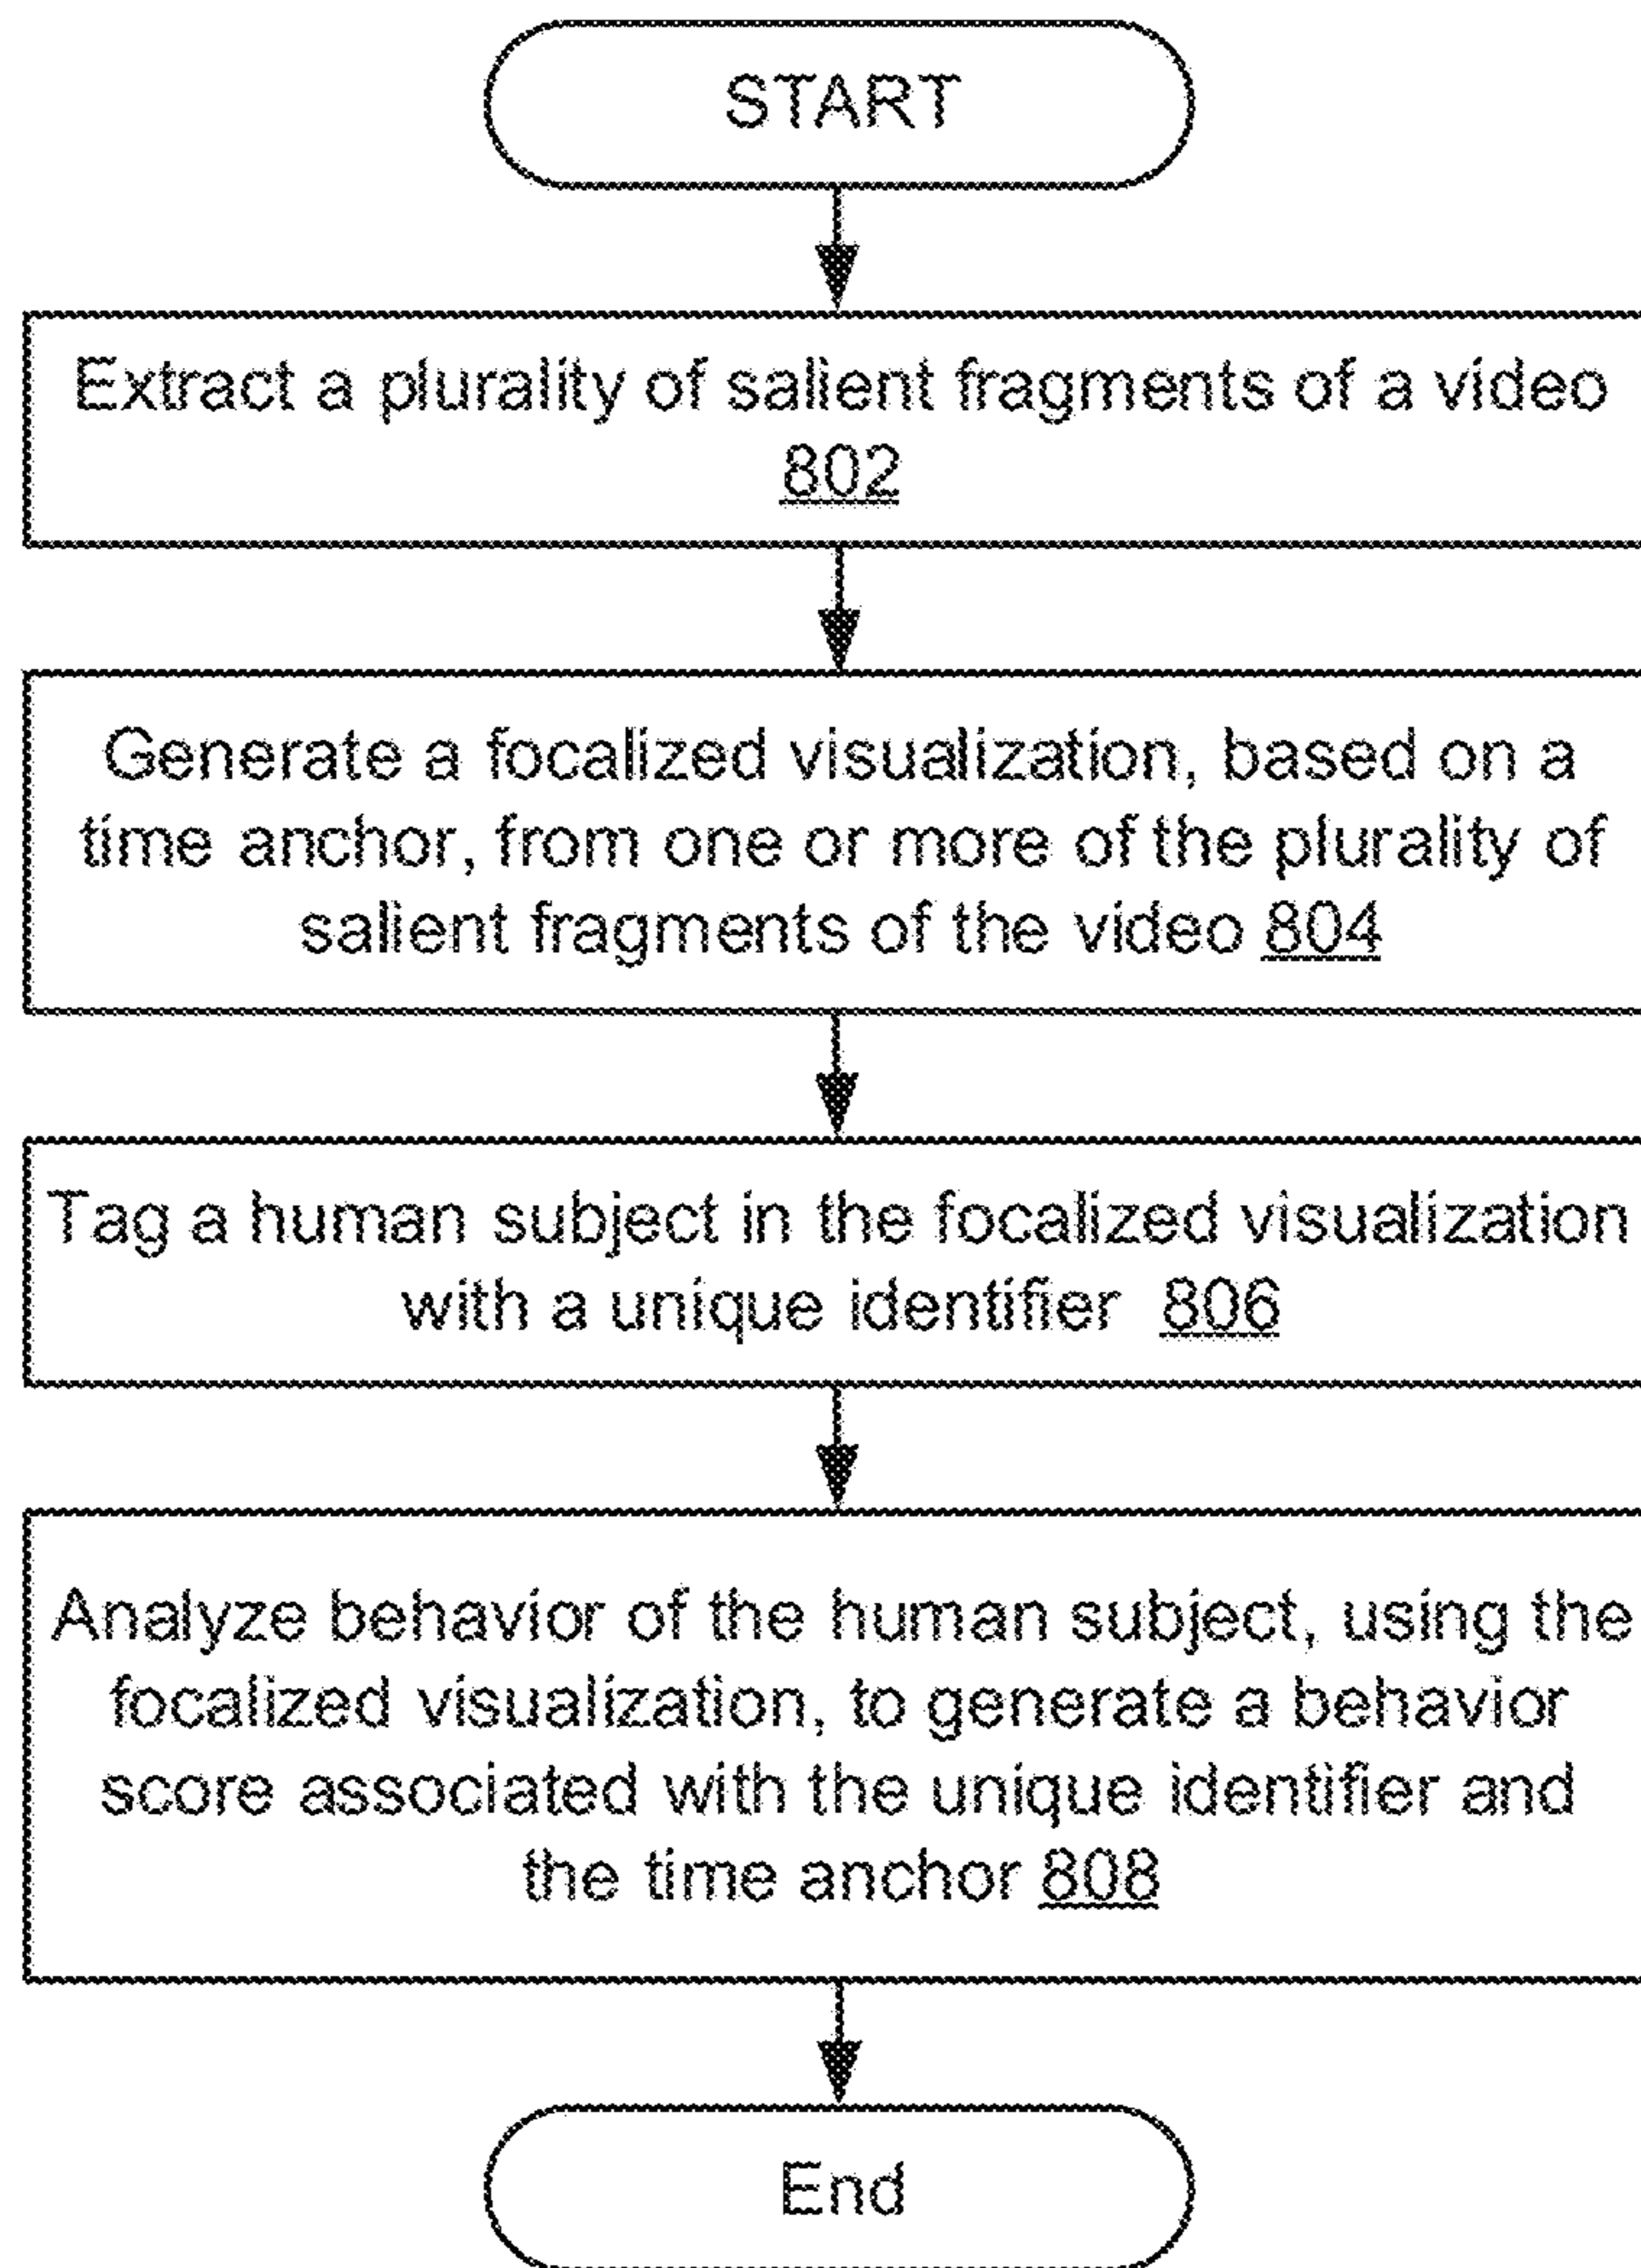 START
Extract a plurality of salient fragments of a video
802
Generate a focalized visualization, based on a
time anchor, from one or more of the plurality of
salient fragments of the video 804
Tag a human subject in the focalized visualization
with a unique identifier 806
Analyze behavior of the human subject, using the
focalized visualization, to generate a behavior
score associated with the unique identifier and
the time anchor 808
End